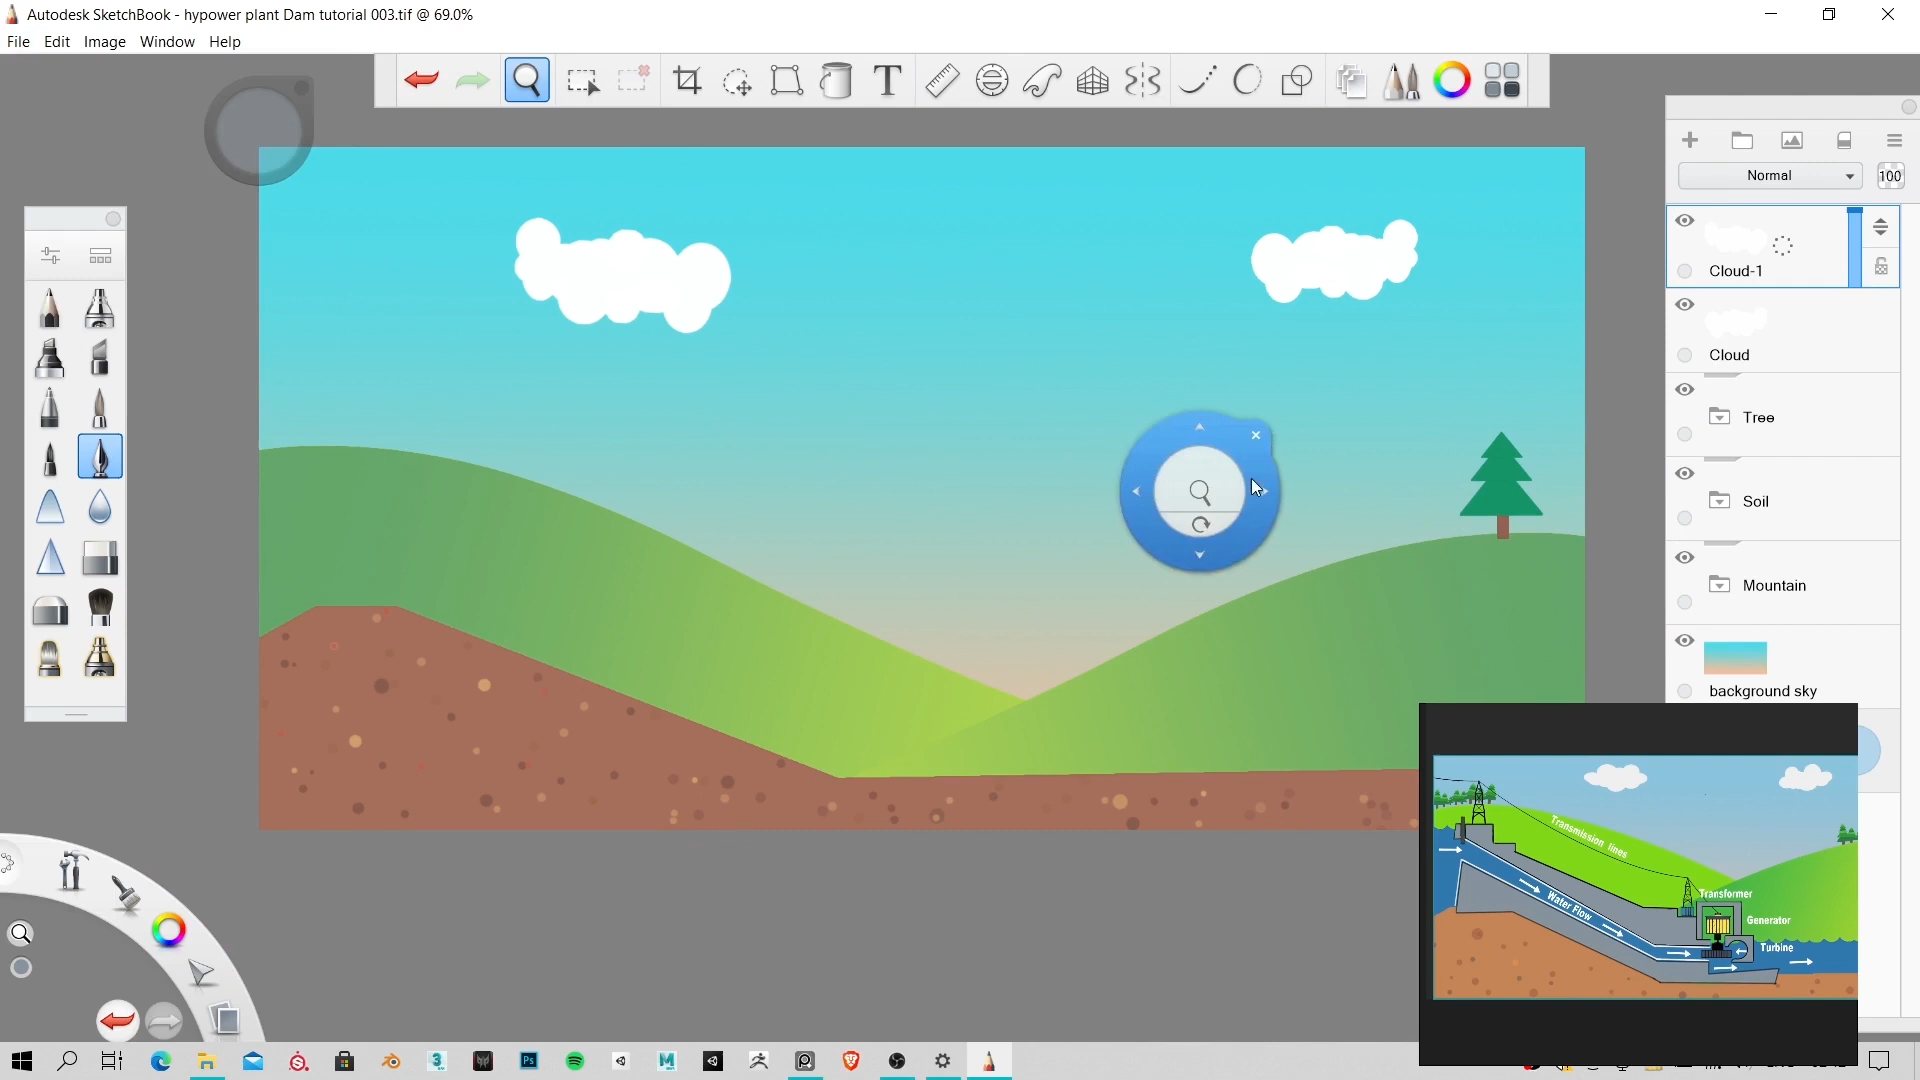 Autodesk SketchBook - hypower plant Dam tutorial 003.tif @ 69.0%
File Edit Image Window Help
T
Normal 100
Cloud-1
Cloud
Tree
Soil
Mountain
background sky
Transmission lines
Transformer
Generator
Water Flow
Turbine
Ps